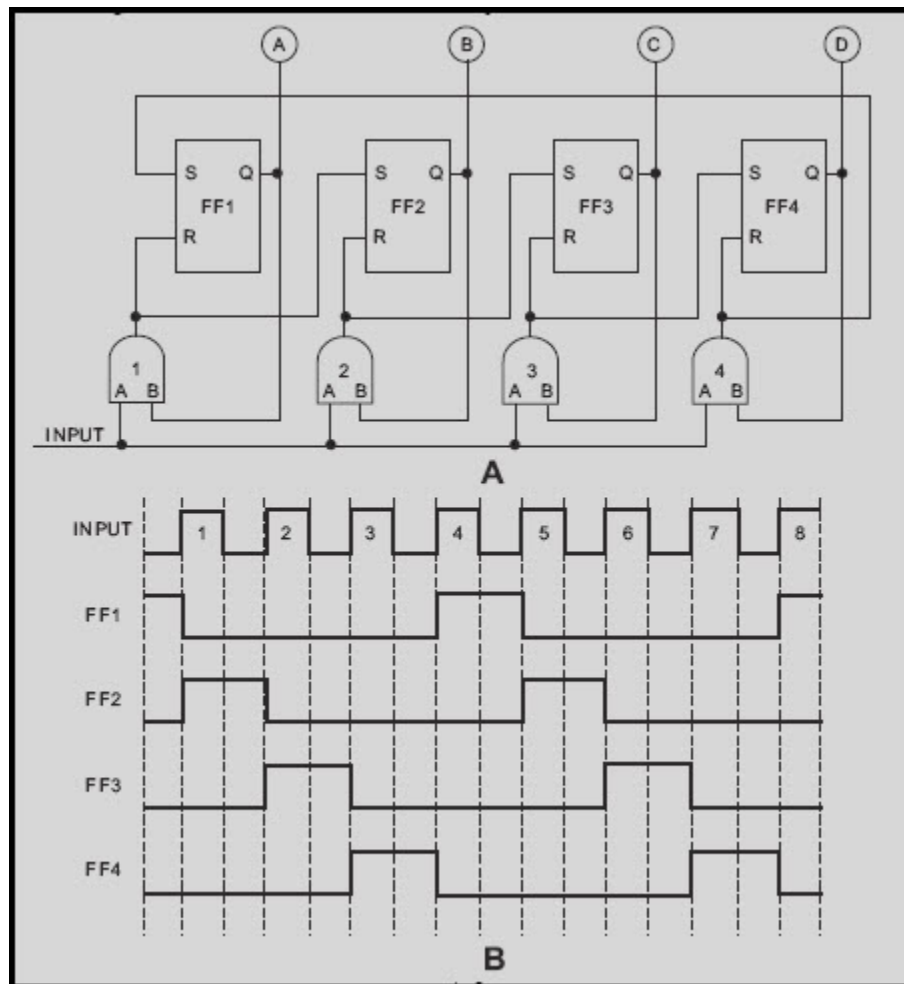 A B C D
S Q S Q S Q S Q
FF1 FF2 FF3 FF4
R R R R
1 2 3 4
A B A B A B A B
INPUT
A
INPUT 1 2 3 4 5 6 7 8
FF1
FF2
FF3
FF4
B